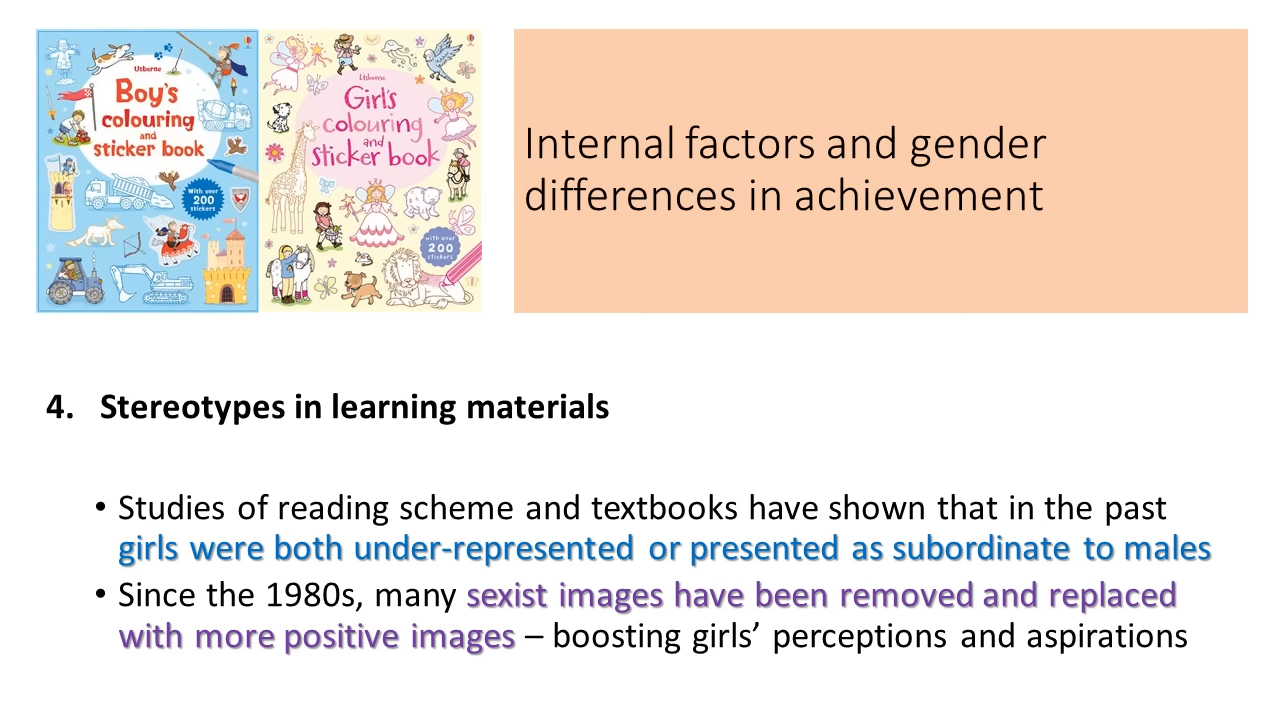 Usborne
Boy's
colouring
and
sticker book
With over
200
stickers
Usborne
Girl's
colouring
and
sticker book
with over
200
stickers
Internal factors and gender
differences in achievement
4. Stereotypes in learning materials
• Studies of reading scheme and textbooks have shown that in the past
girls were both under-represented or presented as subordinate to males
• Since the 1980s, many sexist images have been removed and replaced
with more positive images – boosting girls’ perceptions and aspirations